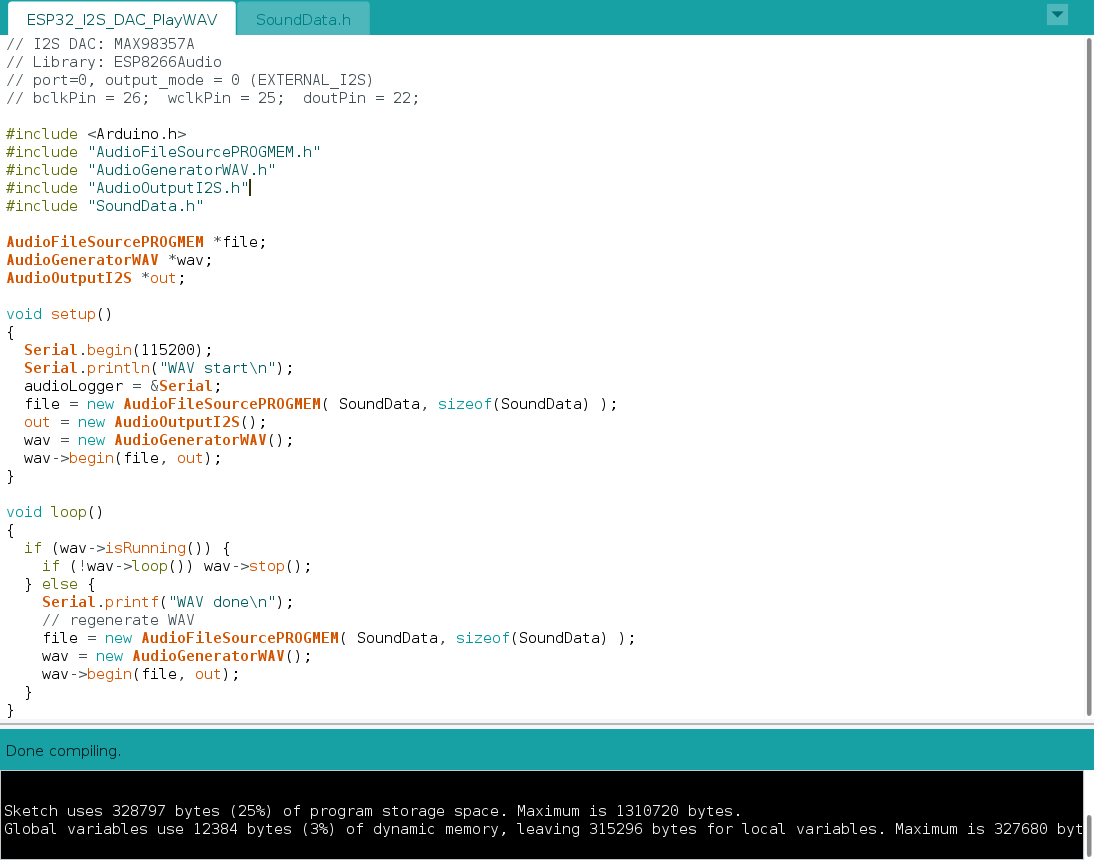 ESP32_I2S_DAC_PlayWAV
SoundData.h
// I2S DAC: MAX98357A
// Library: ESP8266Audio
// port=0, output_mode = 0 (EXTERNAL_I2S)
// bclkPin = 26;  wclkPin = 25;  doutPin = 22;

#include <Arduino.h>
#include "AudioFileSourcePROGMEM.h"
#include "AudioGeneratorWAV.h"
#include "AudioOutputI2S.h"
#include "SoundData.h"

AudioFileSourcePROGMEM *file;
AudioGeneratorWAV *wav;
AudioOutputI2S *out;

void setup()
{
  Serial.begin(115200);
  Serial.println("WAV start\n");
  audioLogger = &Serial;
  file = new AudioFileSourcePROGMEM( SoundData, sizeof(SoundData) );
  out = new AudioOutputI2S();
  wav = new AudioGeneratorWAV();
  wav->begin(file, out);
}

void loop()
{
  if (wav->isRunning()) {
    if (!wav->loop()) wav->stop();
  } else {
    Serial.printf("WAV done\n");
    // regenerate WAV
    file = new AudioFileSourcePROGMEM( SoundData, sizeof(SoundData) );
    wav = new AudioGeneratorWAV();
    wav->begin(file, out);
  }
}
Done compiling.
Sketch uses 328797 bytes (25%) of program storage space. Maximum is 1310720 bytes.
Global variables use 12384 bytes (3%) of dynamic memory, leaving 315296 bytes for local variables. Maximum is 327680 byt